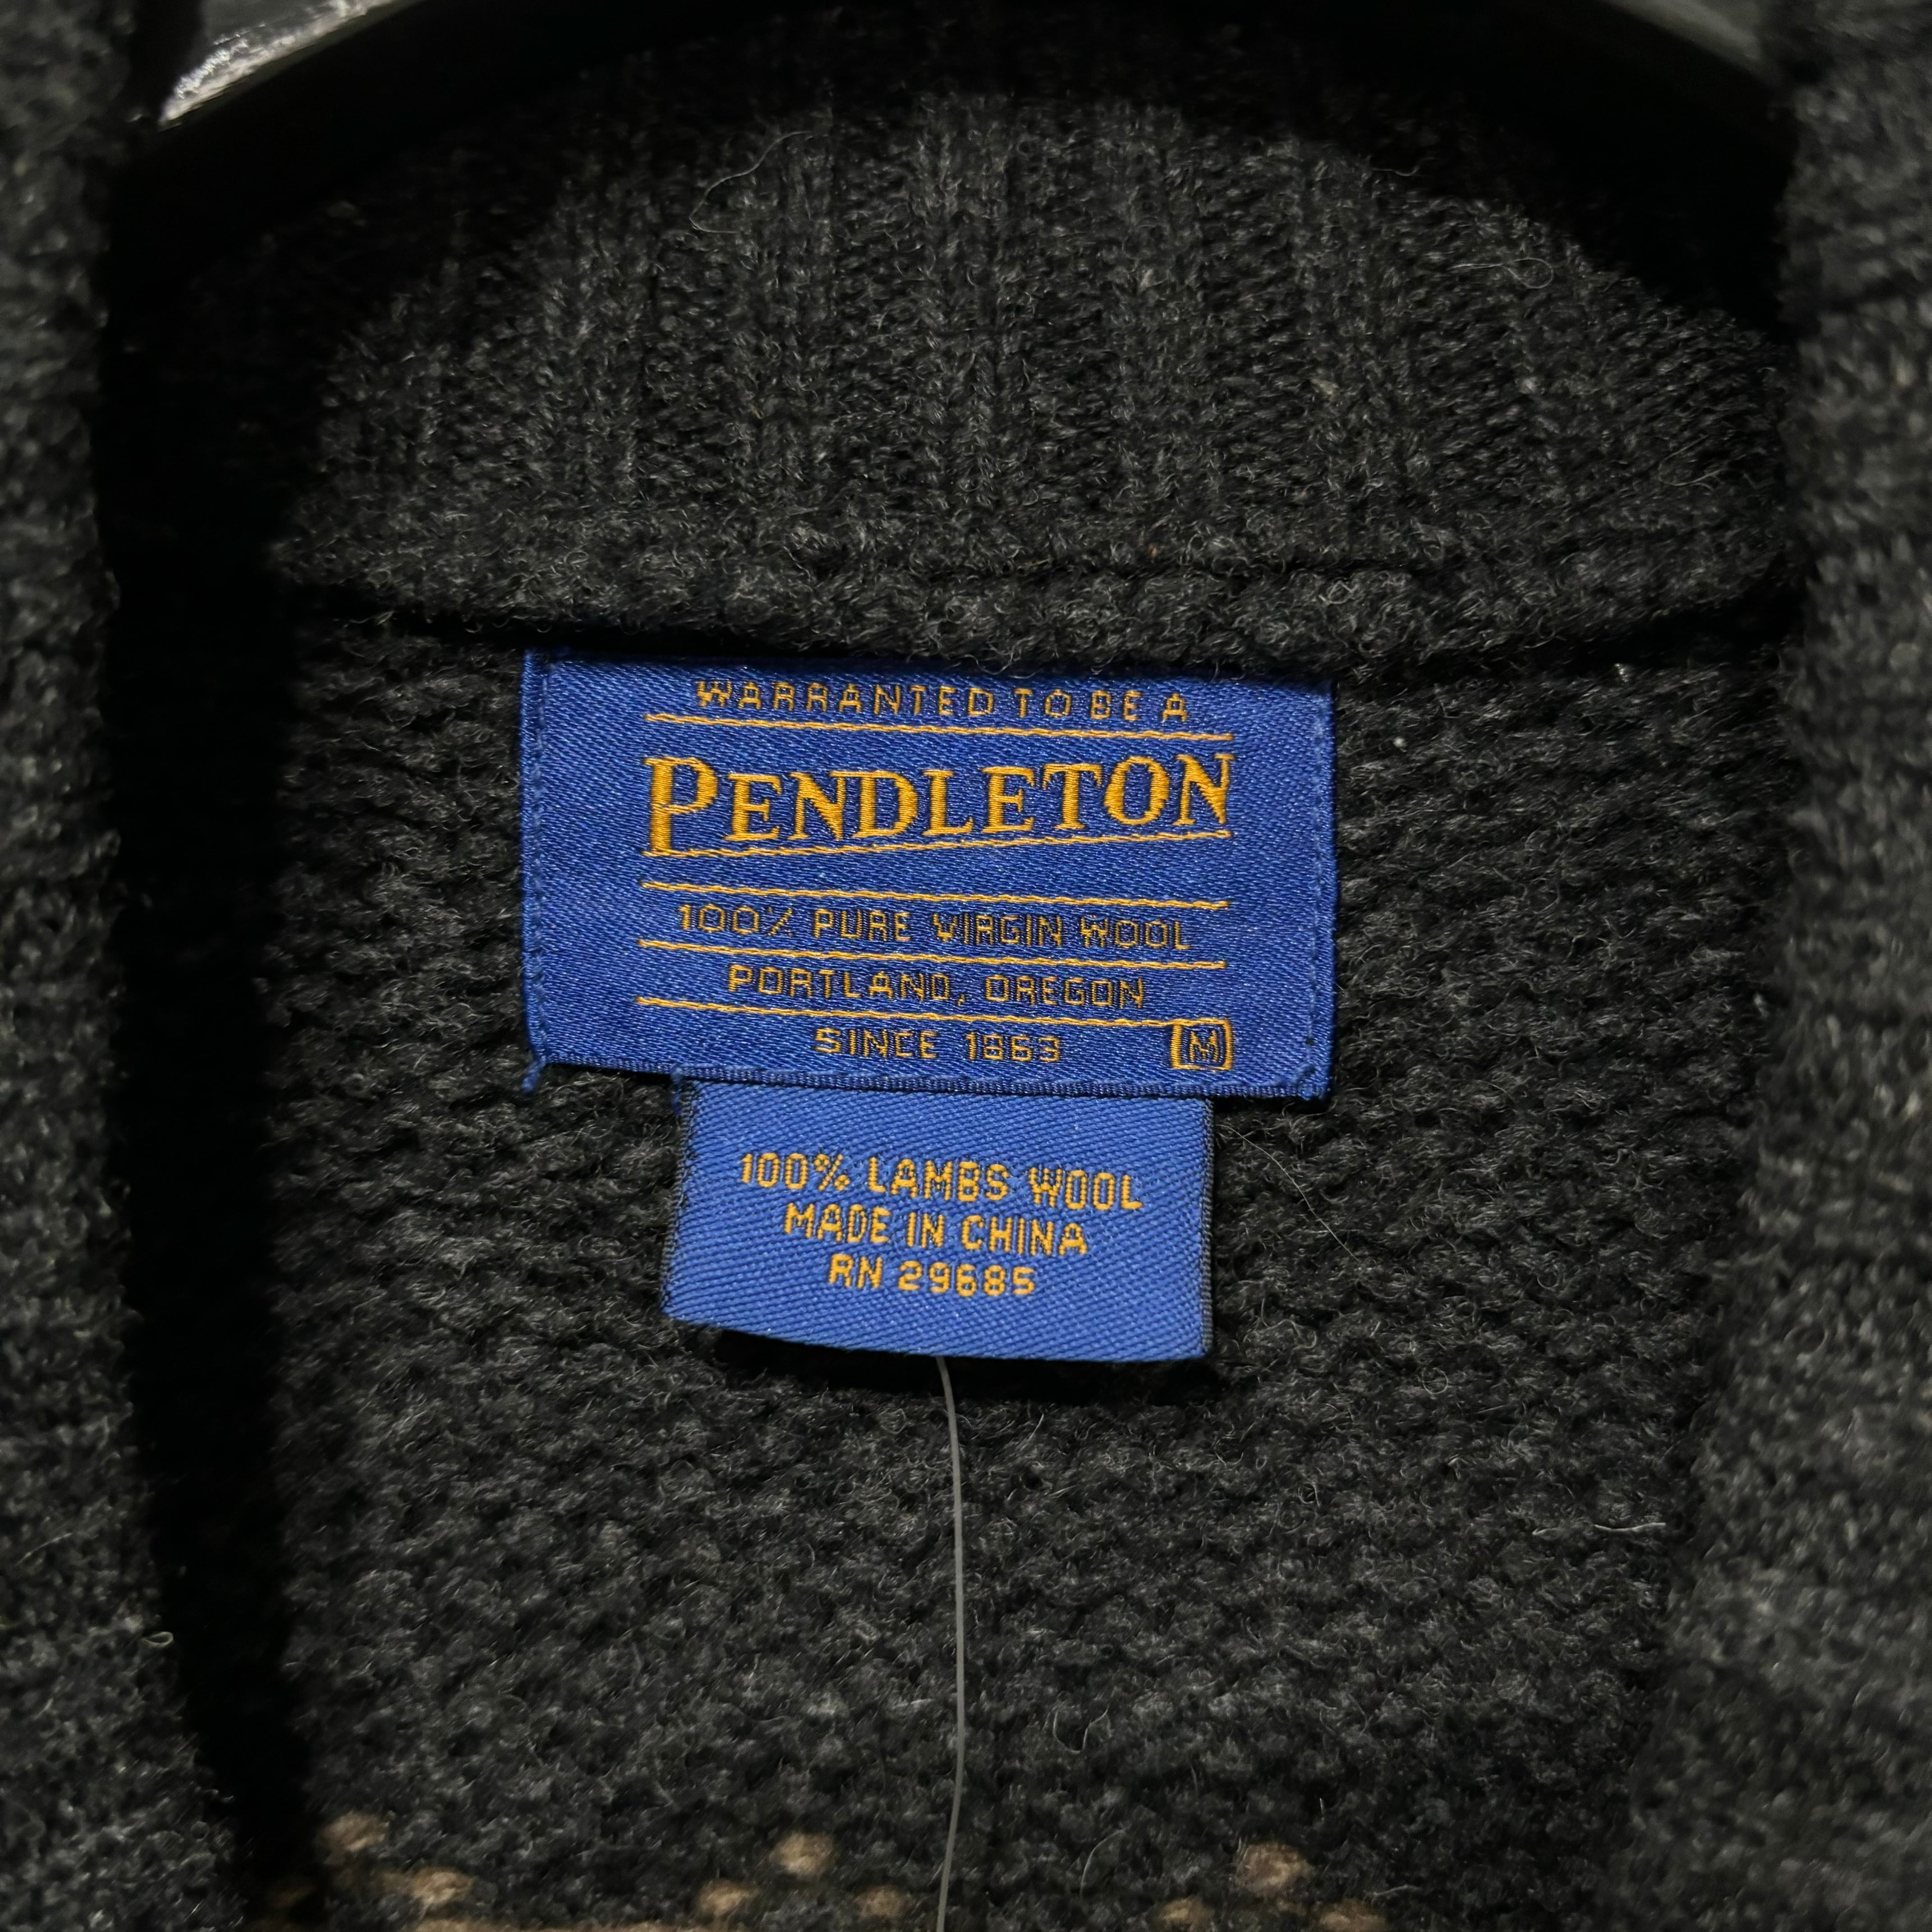 WARRANTED TO BE A
PENDLETON
100% PURE VIRGIN WOOL
PORTLAND, OREGON
SINCE 1863
M
100% LAMBS WOOL
MADE IN CHINA
RN 29685